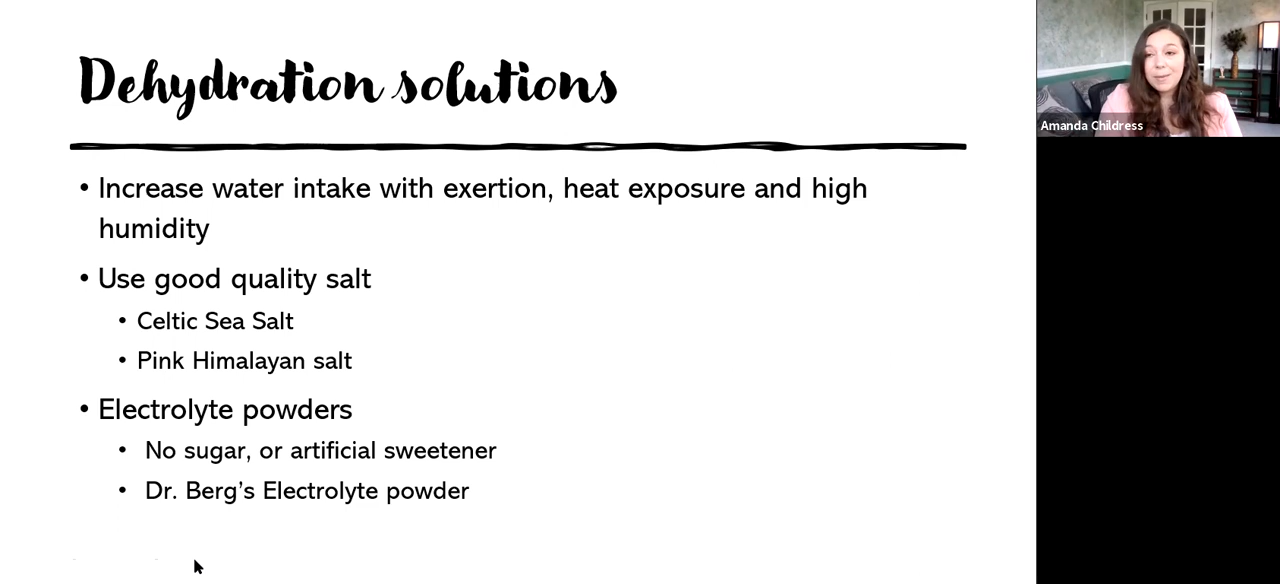 Dehydration solutions
• Increase water intake with exertion, heat exposure and high
humidity
• Use good quality salt
• Celtic Sea Salt
• Pink Himalayan salt
• Electrolyte powders
• No sugar, or artificial sweetener
• Dr. Berg’s Electrolyte powder
Amanda Childress